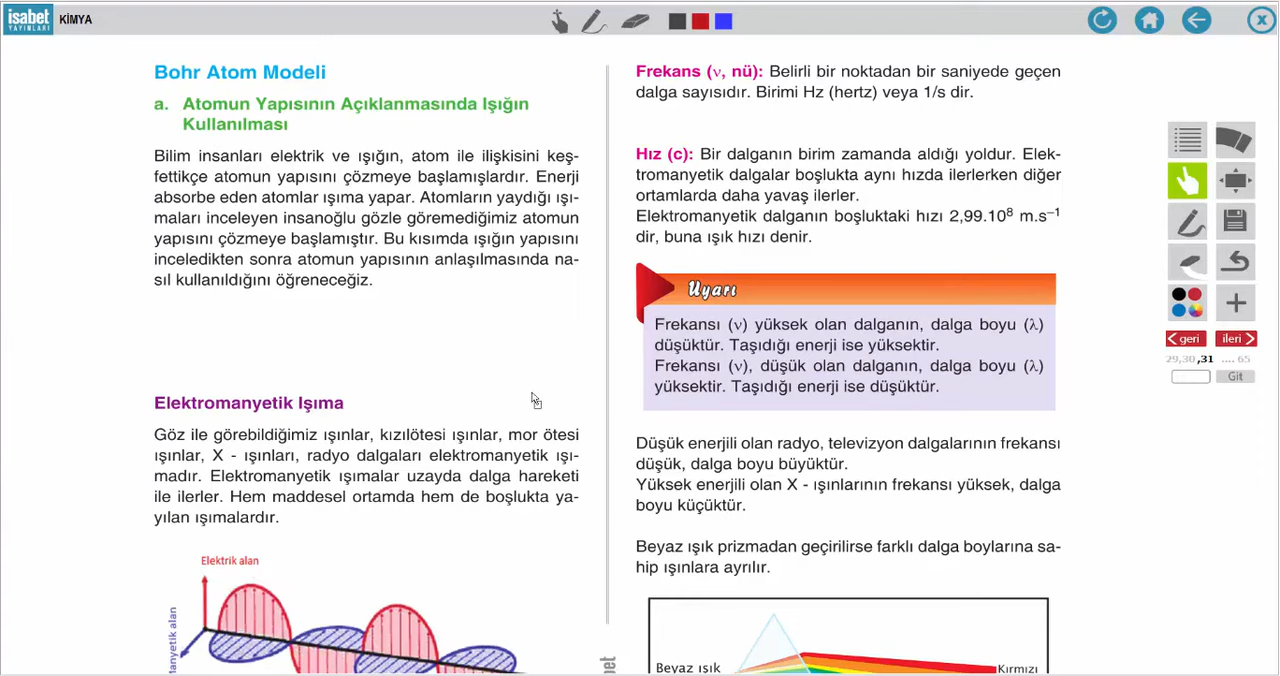 isabet
YAYINLARI
KİMYA
Bohr Atom Modeli
a. Atomun Yapısının Açıklanmasında Işığın
Kullanılması
Bilim insanları elektrik ve ışığın, atom ile ilişkisini keş-
fettikçe atomun yapısını çözmeye başlamışlardır. Enerji
absorbe eden atomlar ışıma yapar. Atomların yaydığı ışı-
maları inceleyen insanoğlu gözle göremediğimiz atomun
yapısını çözmeye başlamıştır. Bu kısımda ışığın yapısını
inceledikten sonra atomun yapısının anlaşılmasında na-
sıl kullanıldığını öğreneceğiz.
Elektromanyetik Işıma
Göz ile görebildiğimiz ışınlar, kızılötesi ışınlar, mor ötesi
ışınlar, X - ışınları, radyo dalgaları elektromanyetik ışı-
madır. Elektromanyetik ışımalar uzayda dalga hareketi
ile ilerler. Hem maddesel ortamda hem de boşlukta ya-
yılan ışımalardır.
Elektrik alan
manyetik alan
Frekans (ν, nü): Belirli bir noktadan bir saniyede geçen
dalga sayısıdır. Birimi Hz (hertz) veya 1/s dir.
Hız (c): Bir dalganın birim zamanda aldığı yoldur. Elek-
tromanyetik dalgalar boşlukta aynı hızda ilerlerken diğer
ortamlarda daha yavaş ilerler.
Elektromanyetik dalganın boşluktaki hızı 2,99.10⁸ m.s⁻¹
dir, buna ışık hızı denir.
Uyarı
Frekansı (ν) yüksek olan dalganın, dalga boyu (λ)
düşüktür. Taşıdığı enerji ise yüksektir.
Frekansı (ν), düşük olan dalganın, dalga boyu (λ)
yüksektir. Taşıdığı enerji ise düşüktür.
Düşük enerjili olan radyo, televizyon dalgalarının frekansı
düşük, dalga boyu büyüktür.
Yüksek enerjili olan X - ışınlarının frekansı yüksek, dalga
boyu küçüktür.
Beyaz ışık prizmadan geçirilirse farklı dalga boylarına sa-
hip ışınlara ayrılır.
Beyaz ışık
Kırmızı
bet
geri
ileri
29,30,31 .... 65
Git